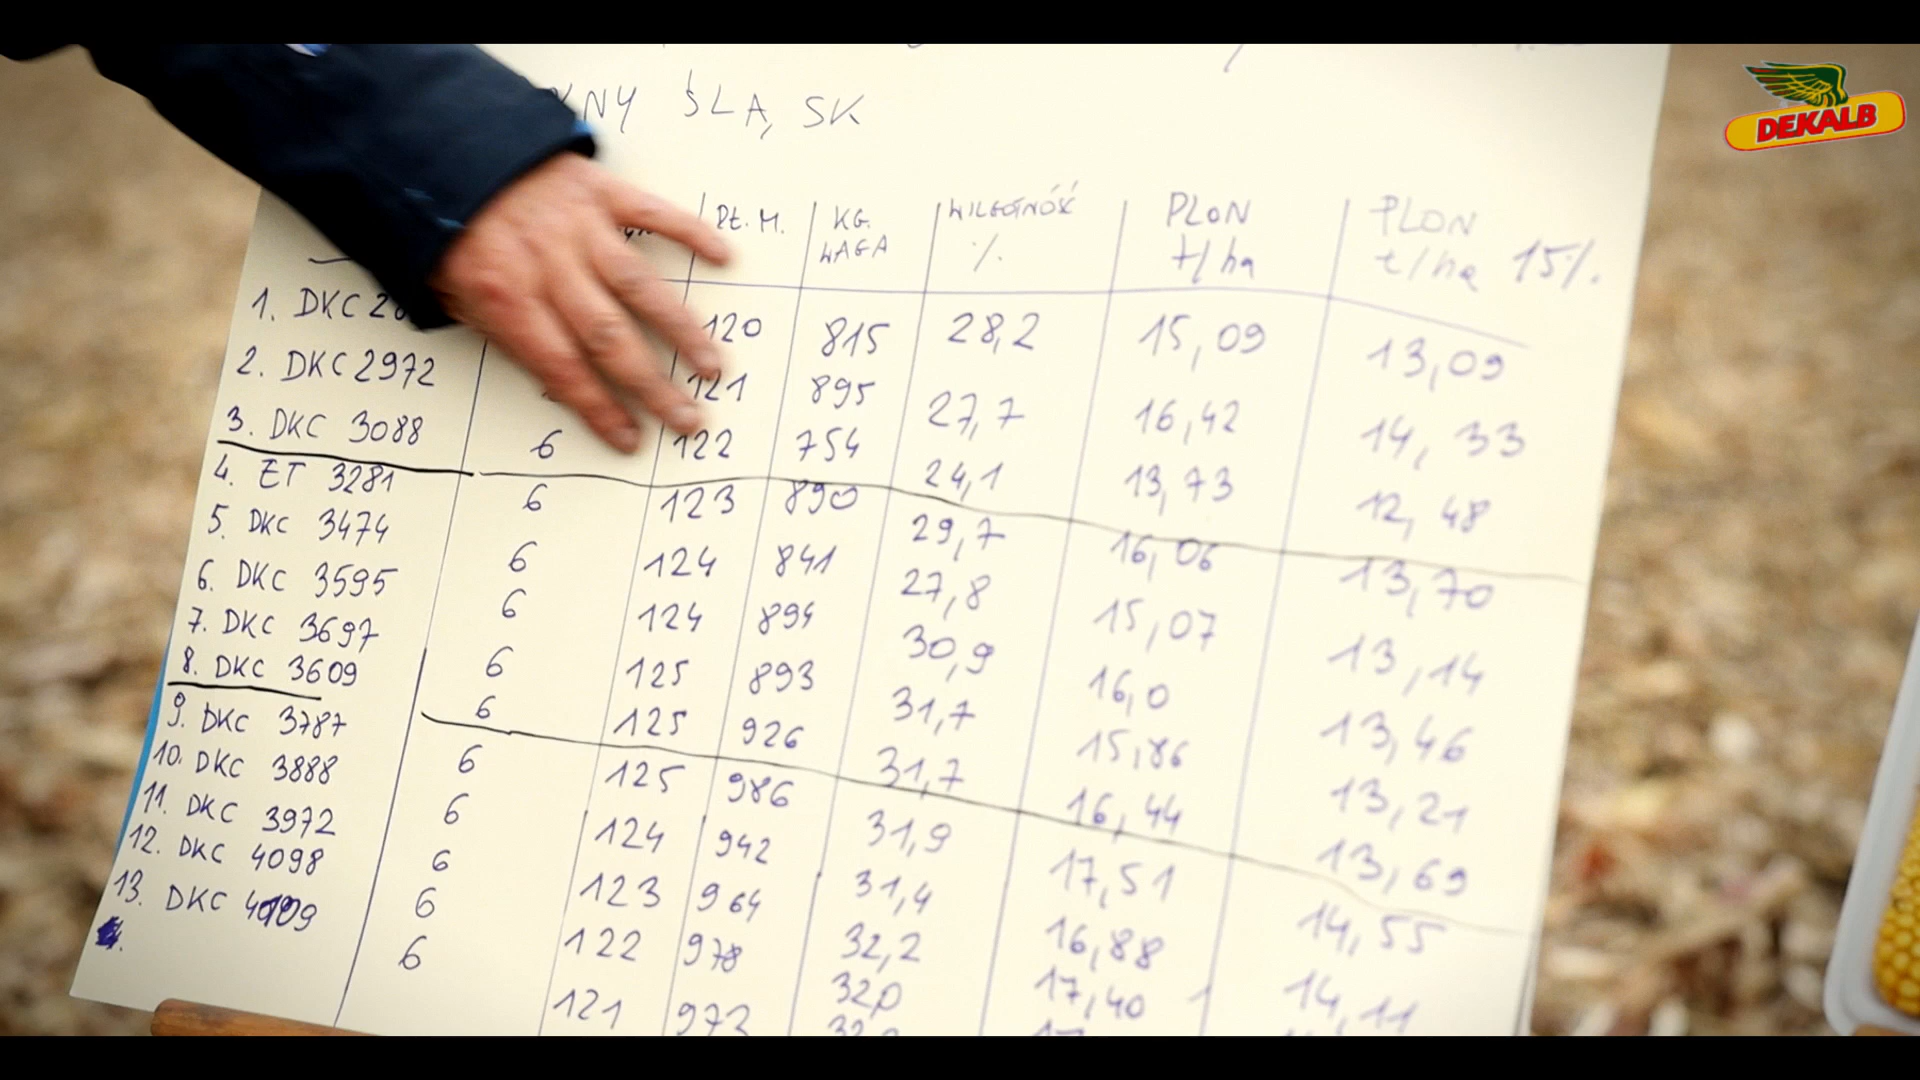 ŚLĄSK
PŁ. M. KG. WAGA WILGOTNOŚĆ % PLON t/ha PLON t/ha 15%.
1. DKC 120 815 28,2 15,09 13,09
2. DKC 2972 121 895 27,7 16,42 14,33
3. DKC 3088 6 122 754 24,1 13,73 12,48
4. ET 3281 6 123 890 29,7 16,06 13,70
5. DKC 3474 6 124 841 27,8 15,07 13,14
6. DKC 3595 6 124 894 30,9 16,0 13,46
7. DKC 3697 6 125 893 31,7 15,86 13,21
8. DKC 3609 6 125 926 31,7 16,44 13,69
9. DKC 3787 6 125 986 31,9 17,51 14,55
10. DKC 3888 6 124 942 31,4 16,88 14,11
11. DKC 3972 6 123 964 32,2 17,40
12. DKC 4098 6 122 978 32,0
13. DKC 6 121 973
DEKALB